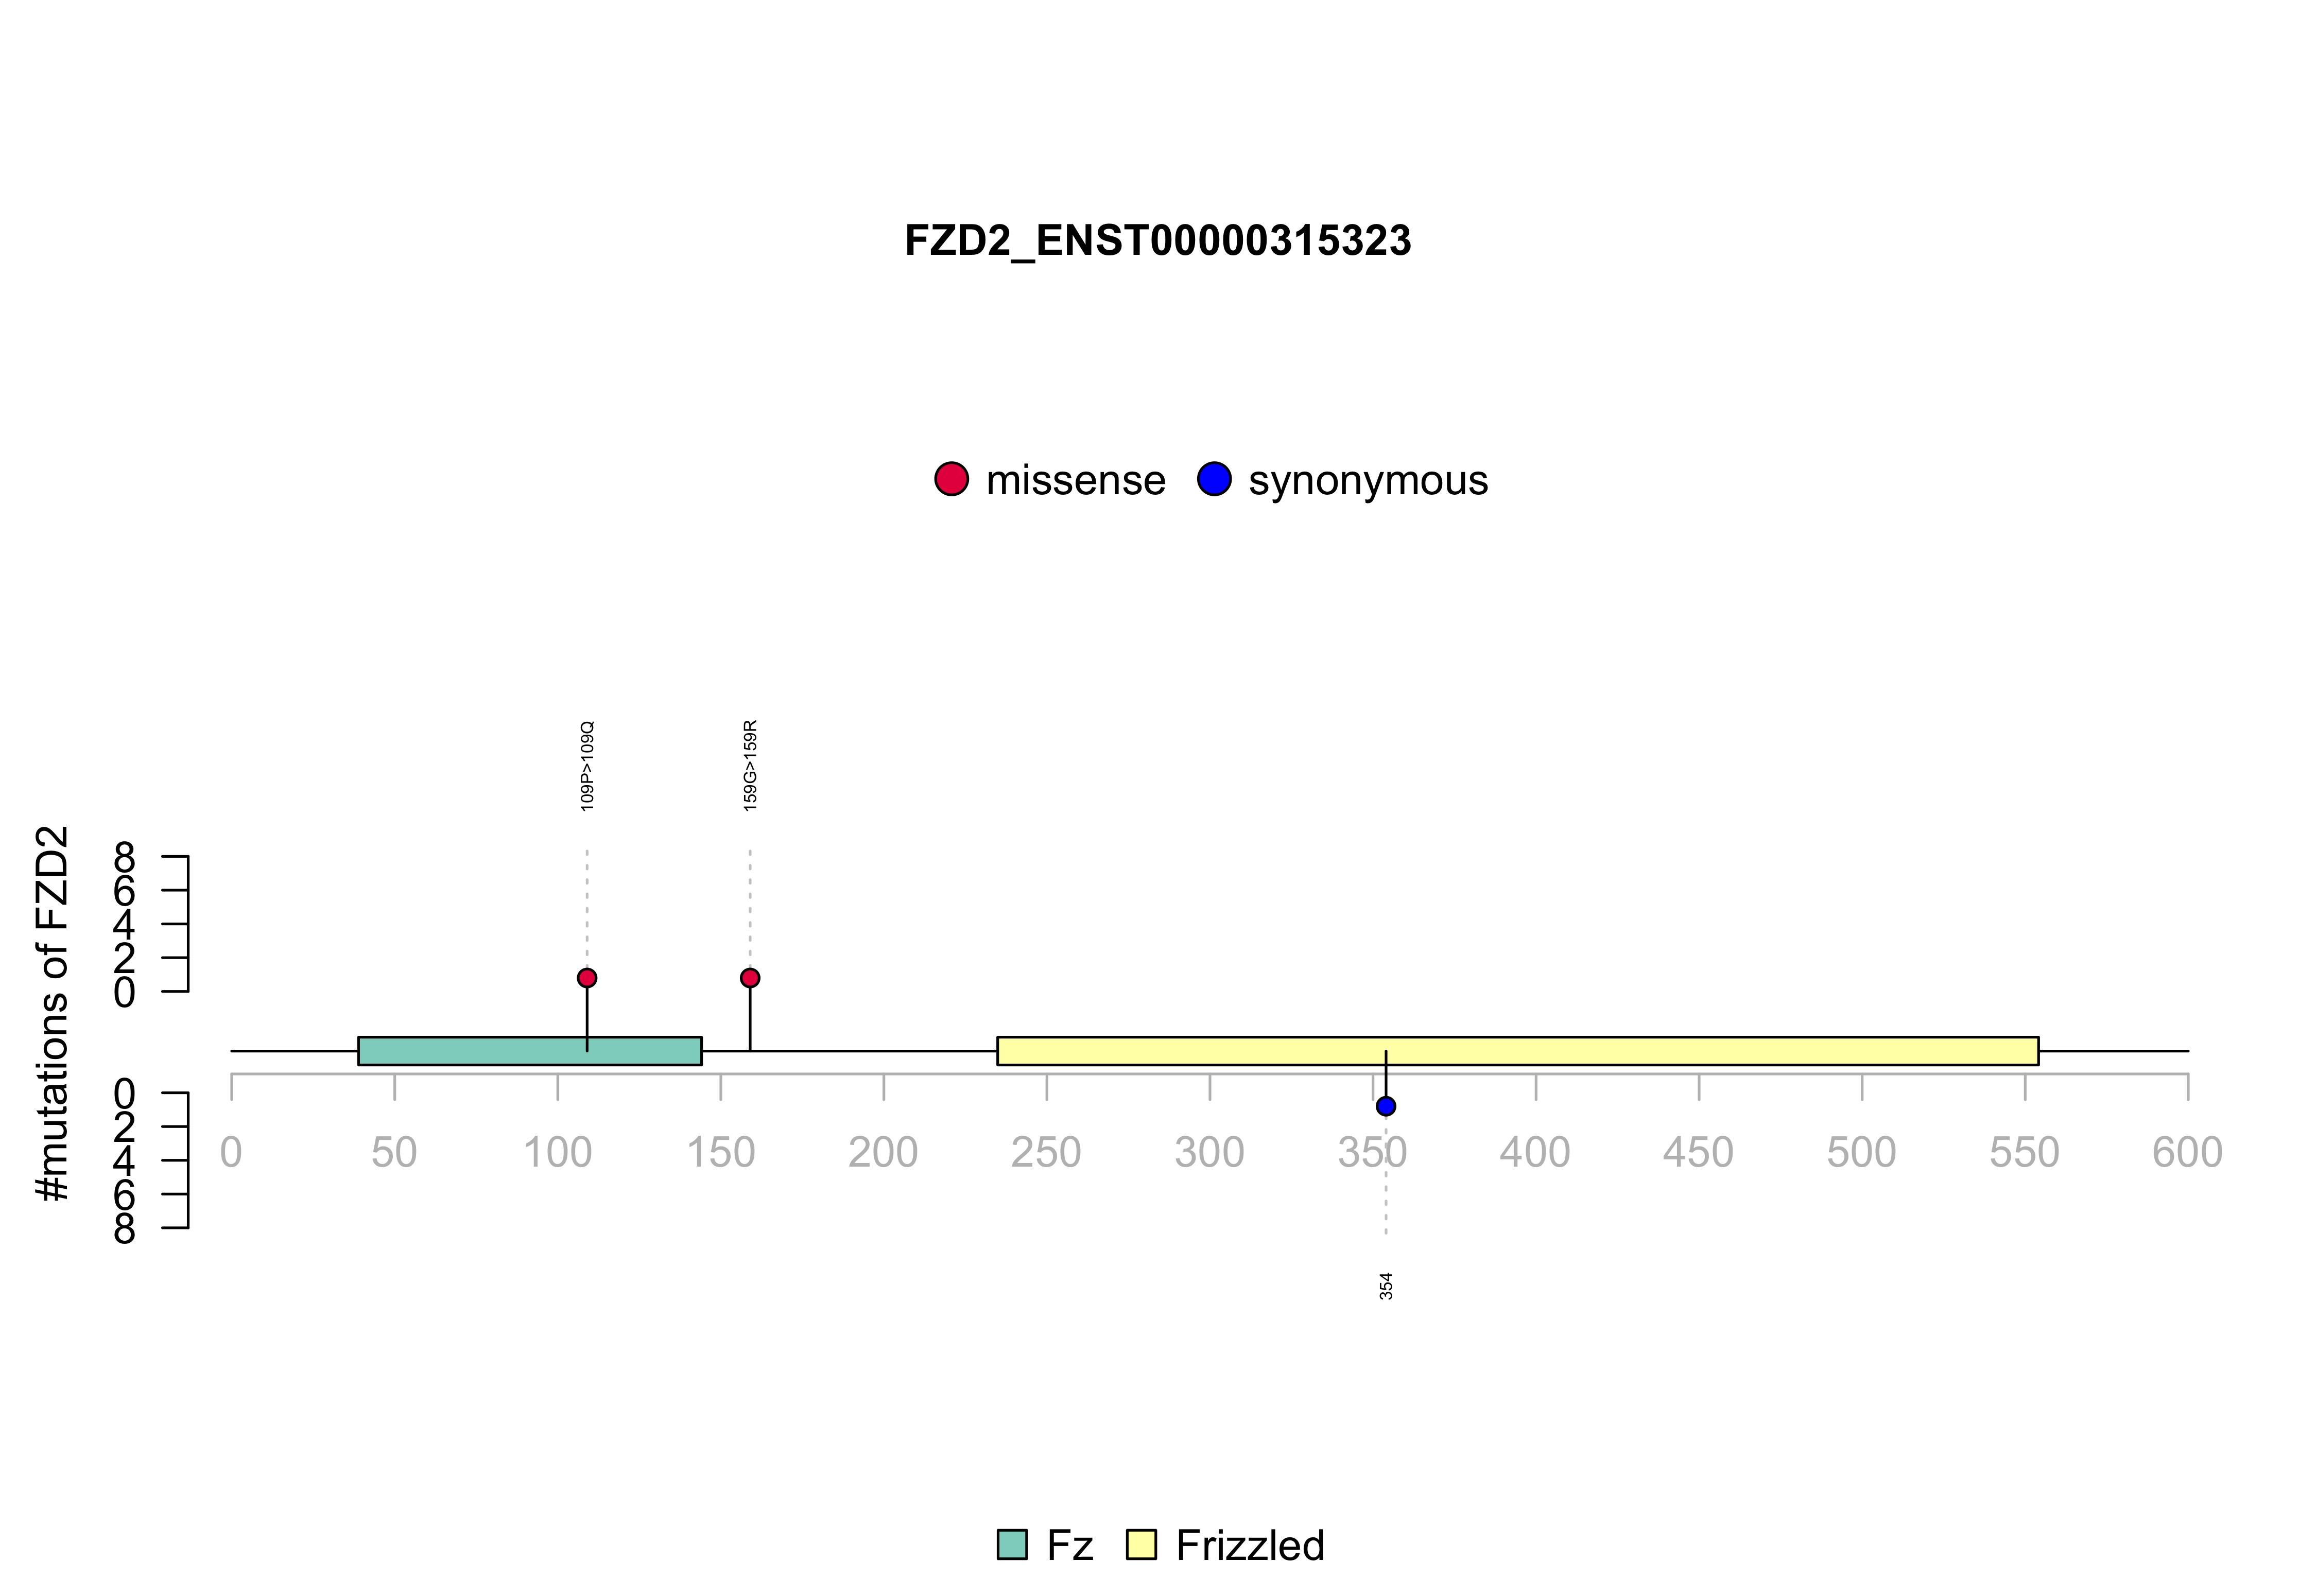 FZD2_ENST00000315323
missense synonymous
109P>109Q
159G>159R
#mutations of FZD2
8
6
4
2
0
0
2
4
6
8
0 50 100 150 200 250 300 350 400 450 500 550 600
354
Fz Frizzled